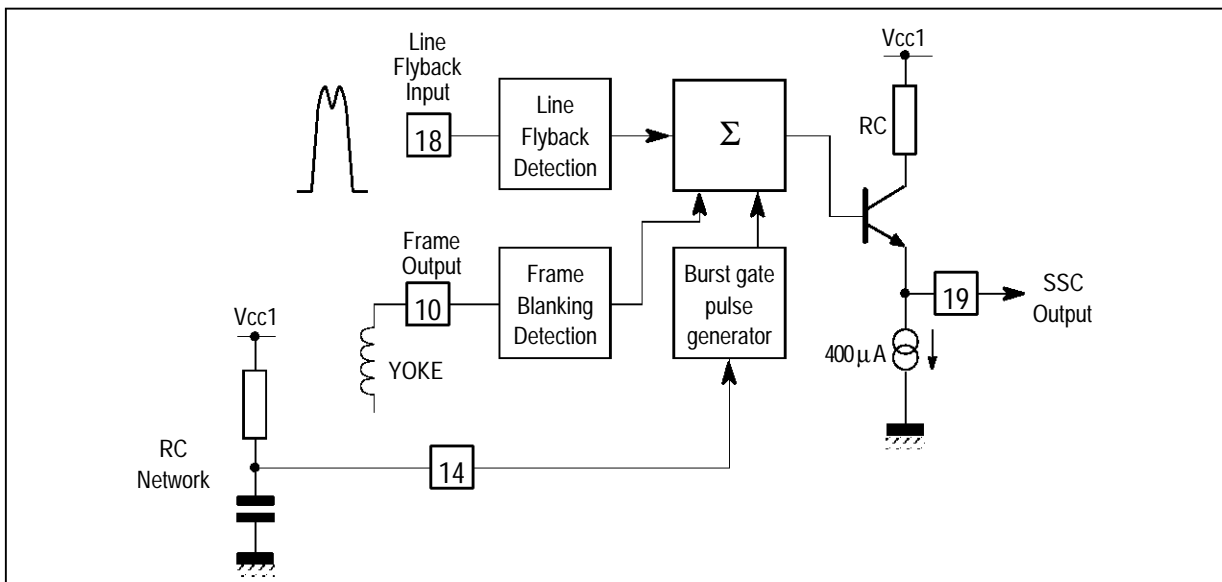 Line
Flyback
Input
18
Line
Flyback
Detection
Σ
Vcc1
RC
Frame
Output
10
Frame
Blanking
Detection
Burst gate
pulse
generator
19
SSC
Output
400 µ A
Vcc1
YOKE
RC
Network
14